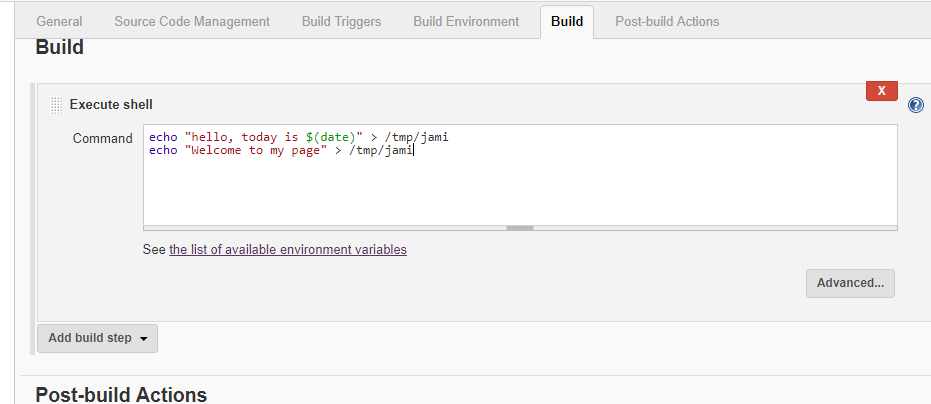 General Source Code Management Build Triggers Build Environment Build Post-build Actions
Build
X
Execute shell
?
Command
echo "hello, today is $(date)" > /tmp/jami
echo "Welcome to my page" > /tmp/jami
See the list of available environment variables
Advanced...
Add build step
Post-build Actions